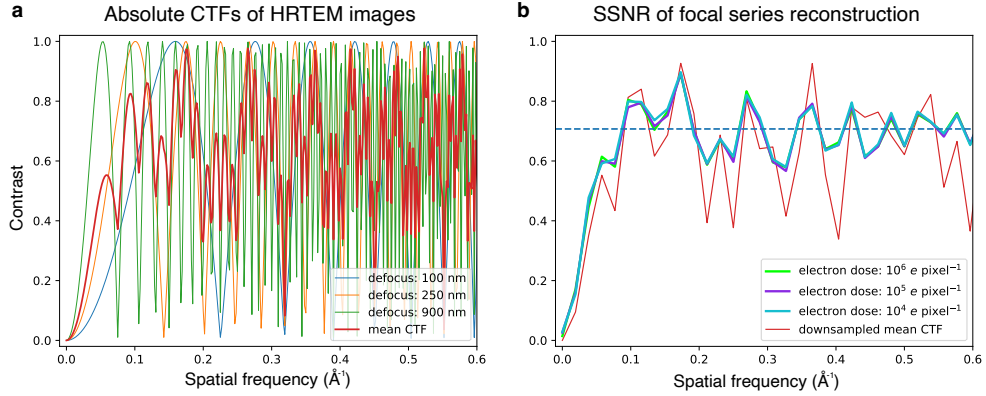 a
Absolute CTFs of HRTEM images
Contrast
1.0
0.8
0.6
0.4
0.2
0.0
0.0 0.1 0.2 0.3 0.4 0.5 0.6
Spatial frequency (Å⁻¹)
defocus: 100 nm
defocus: 250 nm
defocus: 900 nm
mean CTF
b
SSNR of focal series reconstruction
1.0
0.8
0.6
0.4
0.2
0.0
0.0 0.1 0.2 0.3 0.4 0.5 0.6
Spatial frequency (Å⁻¹)
electron dose: 10⁶ e pixel⁻¹
electron dose: 10⁵ e pixel⁻¹
electron dose: 10⁴ e pixel⁻¹
downsampled mean CTF